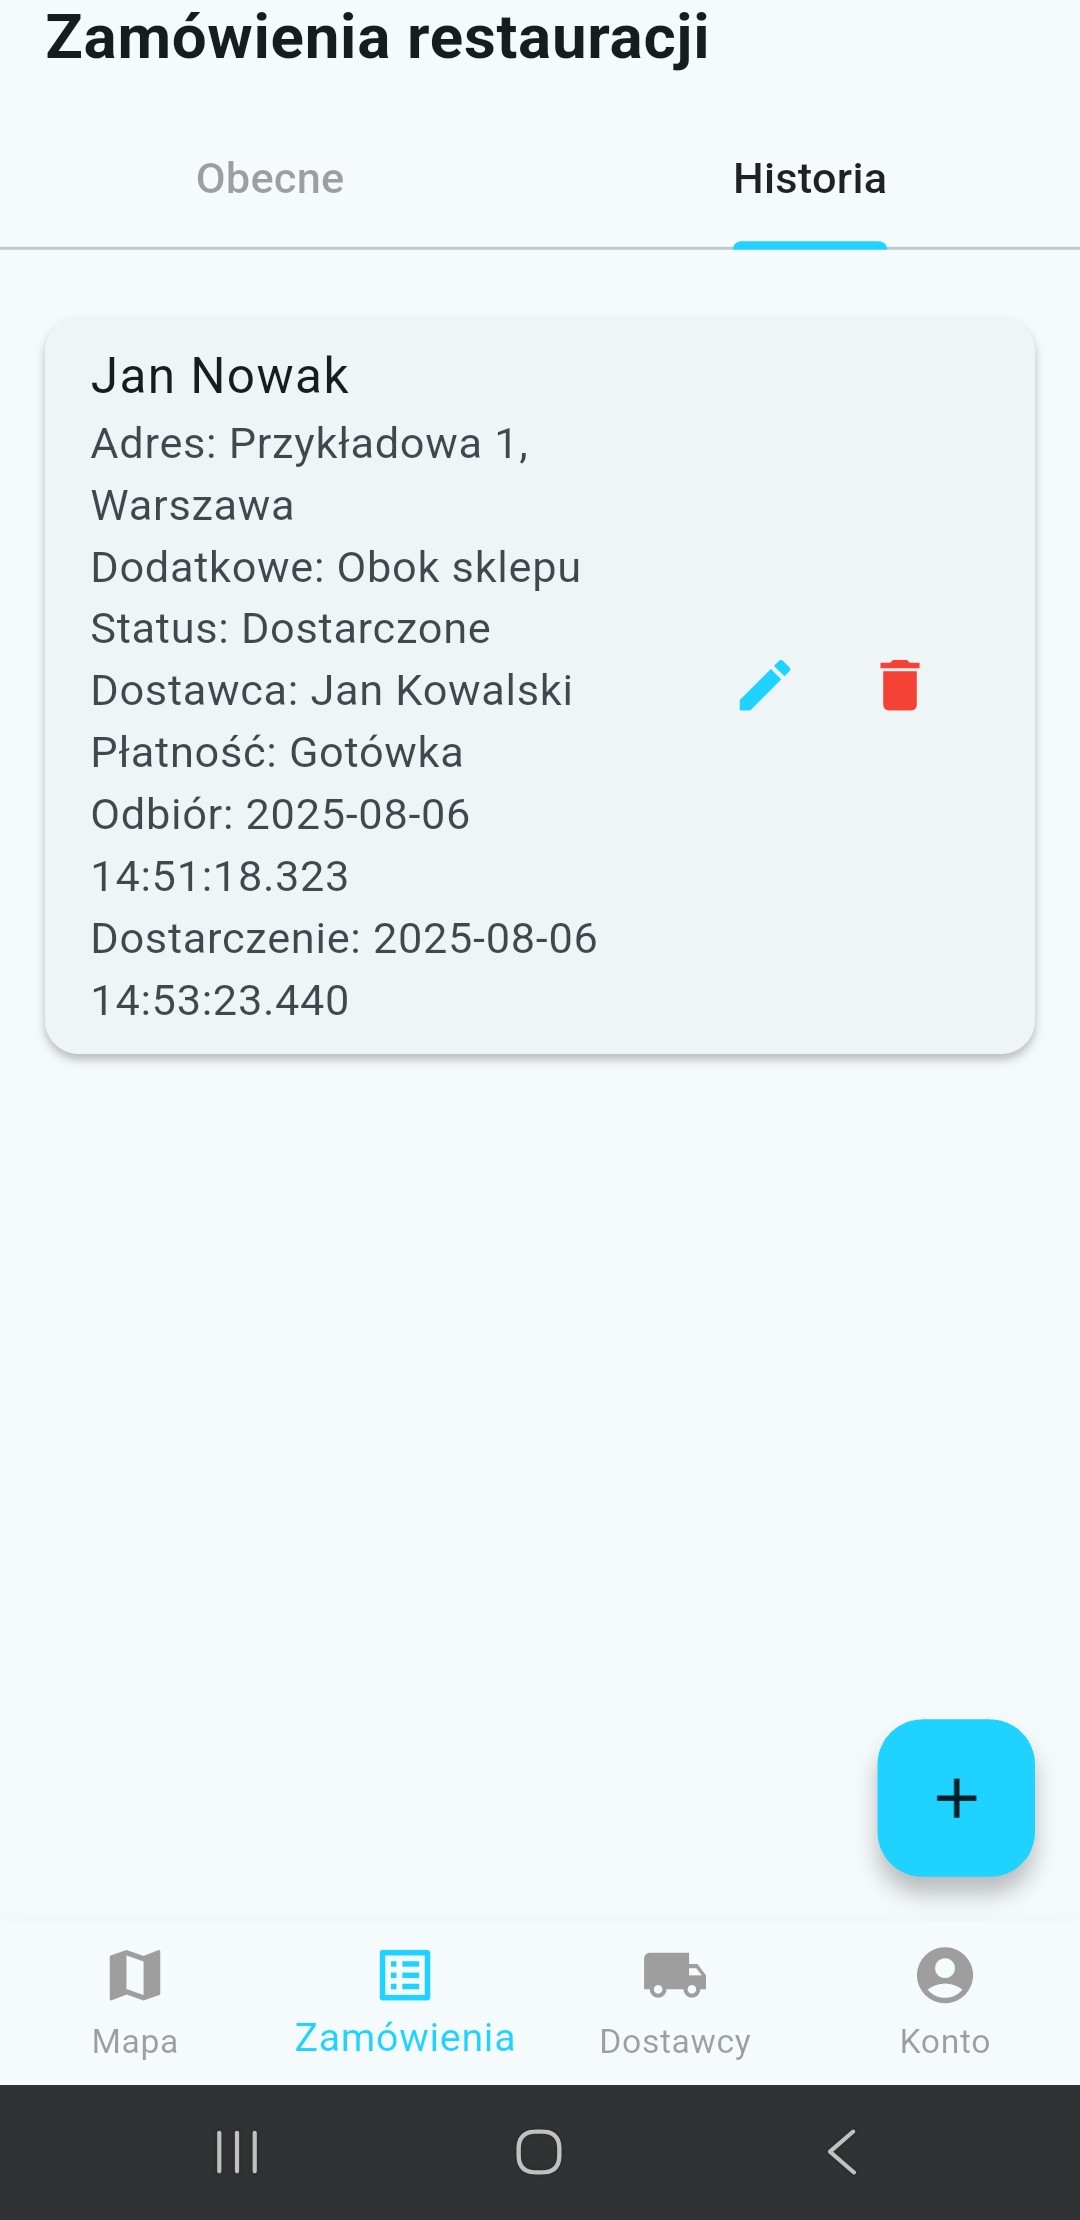 Zamówienia restauracji
Obecne
Historia
Jan Nowak
Adres: Przykładowa 1,
Warszawa
Dodatkowe: Obok sklepu
Status: Dostarczone
Dostawca: Jan Kowalski
Płatność: Gotówka
Odbiór: 2025-08-06
14:51:18.323
Dostarczenie: 2025-08-06
14:53:23.440
Mapa
Zamówienia
Dostawcy
Konto